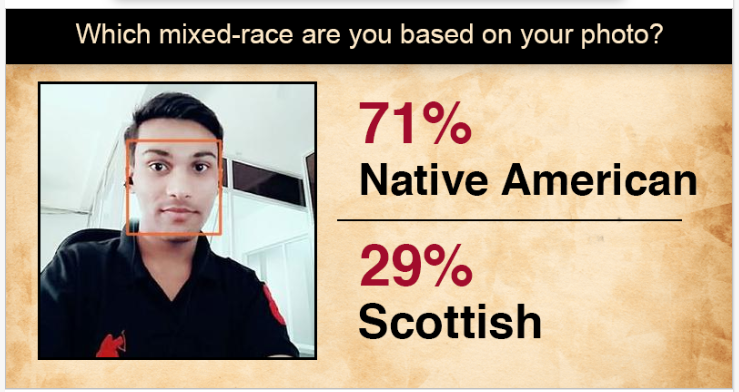 Which mixed-race are you based on your photo?
71%
Native American
29%
Scottish